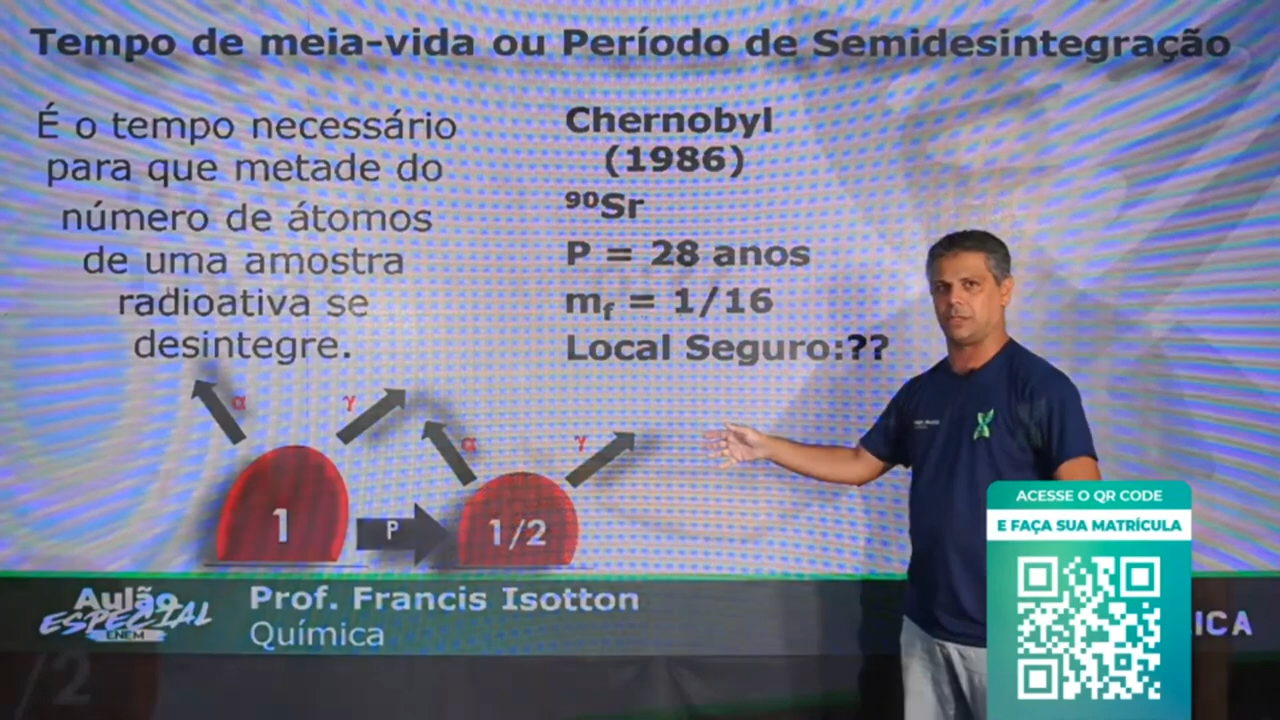 Tempo de meia-vida ou Período de Semidesintegração
É o tempo necessário
para que metade do
número de átomos
de uma amostra
radioativa se
desintegre.
Chernobyl
(1986)
⁹⁰Sr
P = 28 anos
m_f = 1/16
Local Seguro:??
α
γ
α
γ
1
P
1/2
Aulão
ESPECIAL
ENEM
Prof. Francis Isotton
Química
ICA
/2
ACESSE O QR CODE
E FAÇA SUA MATRÍCULA